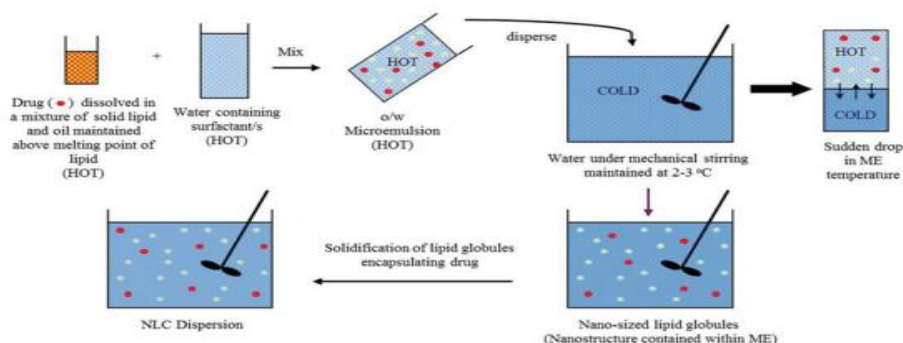 +
Mix
HOT
disperse
COLD
HOT
COLD
Drug ( ) dissolved in
a mixture of solid lipid
and oil maintained
above melting point of
lipid
(HOT)
Water containing
surfactant/s
(HOT)
o/w
Microemulsion
(HOT)
Water under mechanical stirring
maintained at 2-3 °C
Sudden drop
in ME
temperature
Solidification of lipid globules
encapsulating drug
NLC Dispersion
Nano-sized lipid globules
(Nanostructure contained within ME)